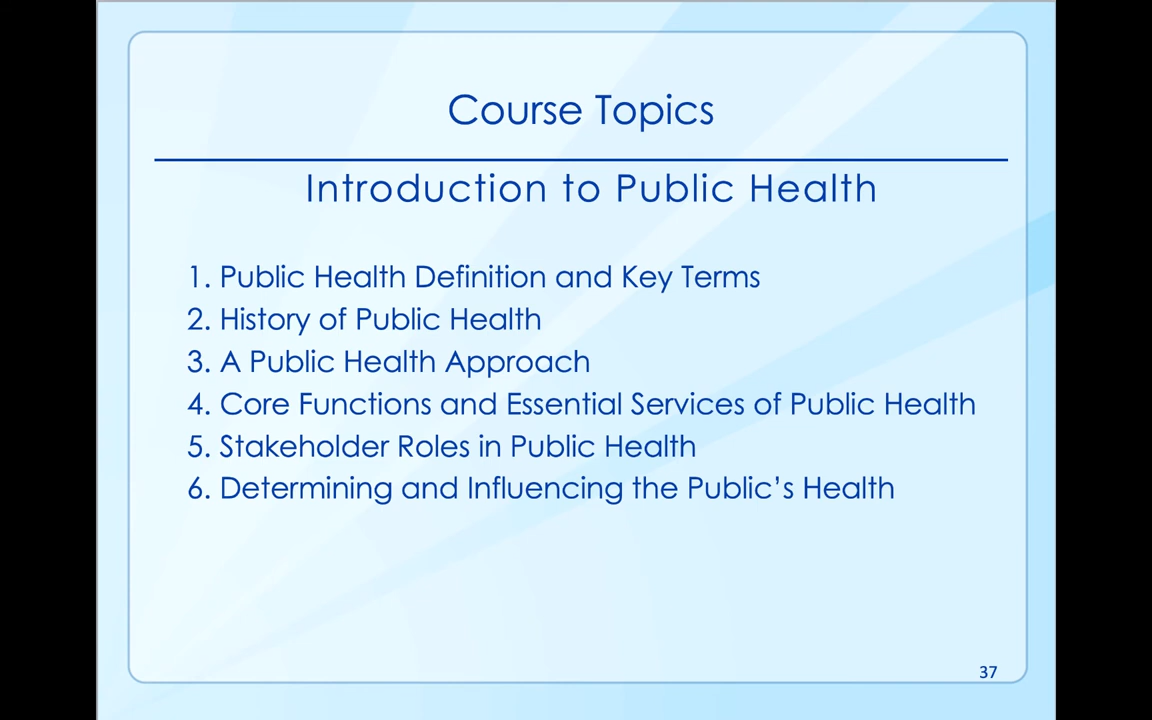 Course Topics
Introduction to Public Health
1. Public Health Definition and Key Terms
2. History of Public Health
3. A Public Health Approach
4. Core Functions and Essential Services of Public Health
5. Stakeholder Roles in Public Health
6. Determining and Influencing the Public’s Health
37